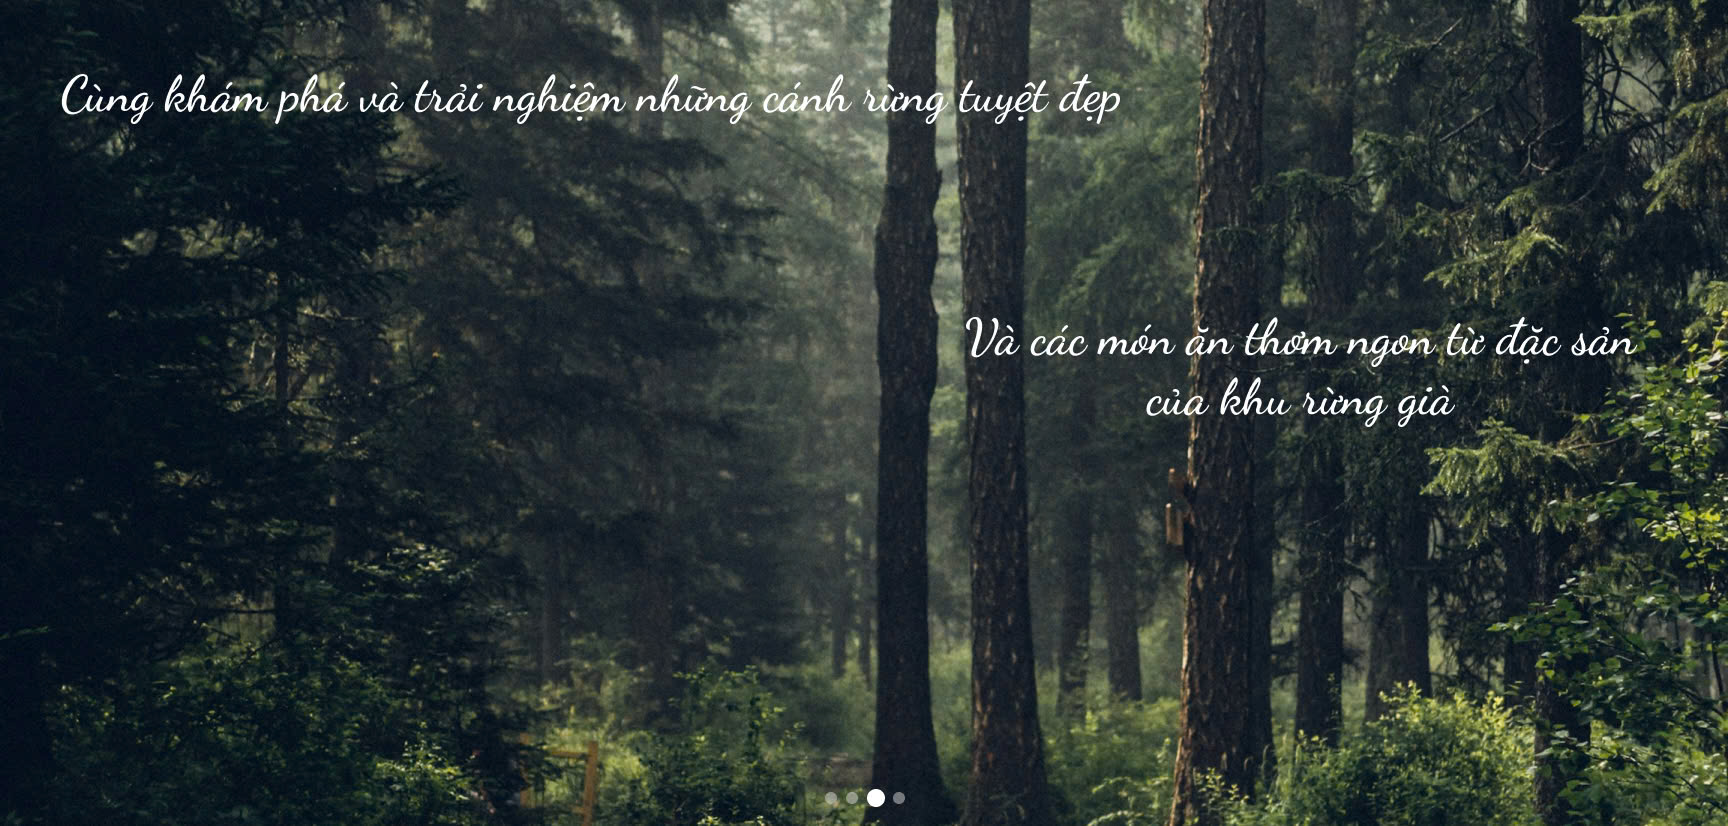 Cùng khám phá và trải nghiệm những cánh rừng tuyệt đẹp
Và các món ăn thơm ngon từ đặc sản
của khu rừng già